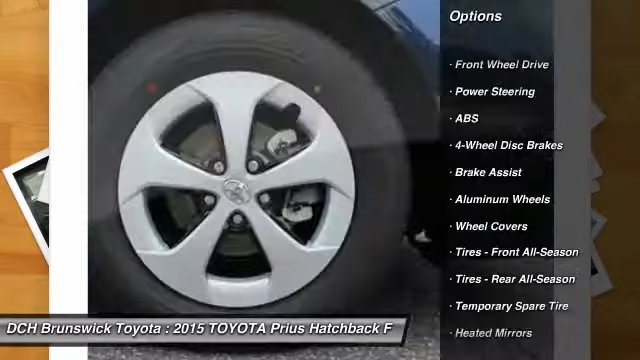 Options
· Front Wheel Drive
· Power Steering
· ABS
· 4-Wheel Disc Brakes
· Brake Assist
· Aluminum Wheels
· Wheel Covers
· Tires - Front All-Season
· Tires - Rear All-Season
· Temporary Spare Tire
· Heated Mirrors
DCH Brunswick Toyota : 2015 TOYOTA Prius Hatchback F